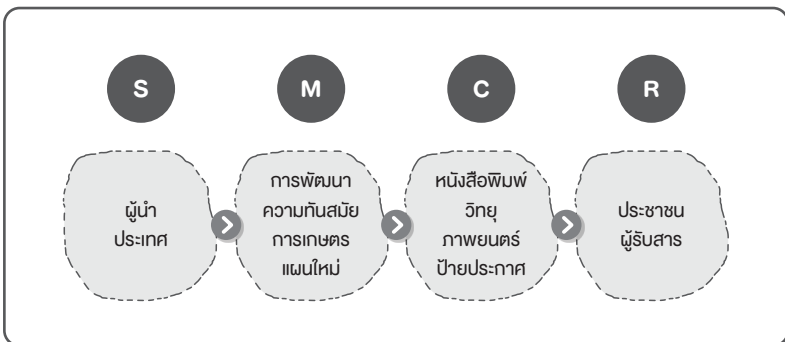 S
M
C
R
ผู้นำ
ประเทศ
การพัฒนา
ความทันสมัย
การเกษตร
แผนใหม่
หนังสือพิมพ์
วิทยุ
ภาพยนตร์
ป้ายประกาศ
ประชาชน
ผู้รับสาร